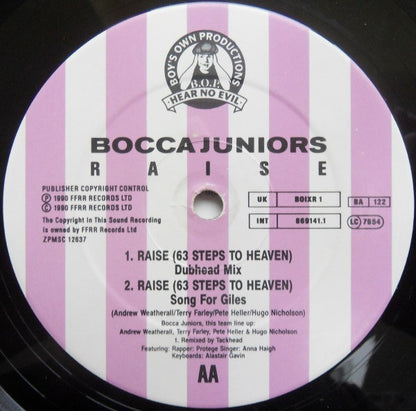 BOY'S OWN PRODUCTIONS
B.O.P.
·HEAR NO EVIL·
BOCCA JUNIORS
RAISE
PUBLISHER COPYRIGHT CONTROL
Ⓟ 1990 FFRR RECORDS LTD
© 1990 FFRR RECORDS LTD
The Copyright in This Sound Recording
is owned by FFRR Records Ltd
ZPMSC 12637
UK BOIXR 1 BA 122
INT 869141.1 LC 7654
1. RAISE (63 STEPS TO HEAVEN)
Dubhead Mix
2. RAISE (63 STEPS TO HEAVEN)
Song For Giles
(Andrew Weatherall/Terry Farley/Pete Heller/Hugo Nicholson)
Bocca Juniors, this team line up:
Andrew Weatherall, Terry Farley, Pete Heller & Hugo Nicholson
1. Remixed by Tackhead
Featuring: Rapper: Protege Singer: Anna Haigh
Keyboards: Alastair Gavin
AA